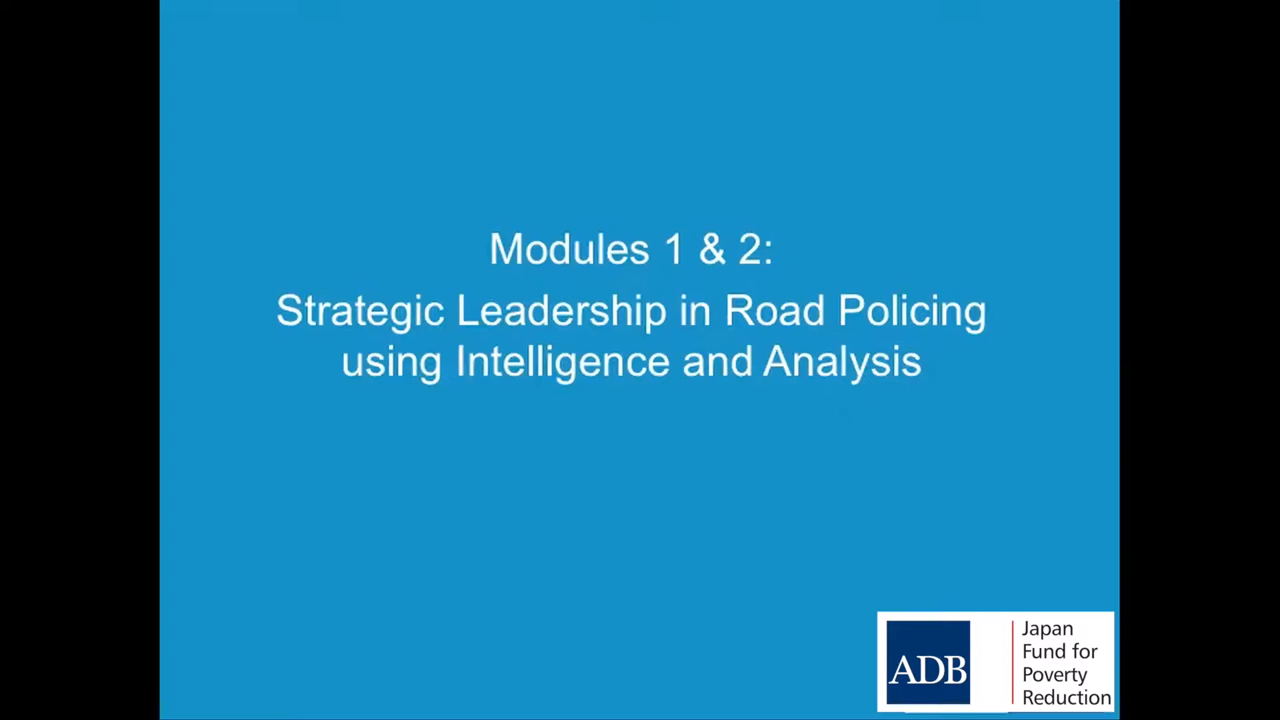 Modules 1 & 2:
Strategic Leadership in Road Policing
using Intelligence and Analysis
ADB
Japan
Fund for
Poverty
Reduction